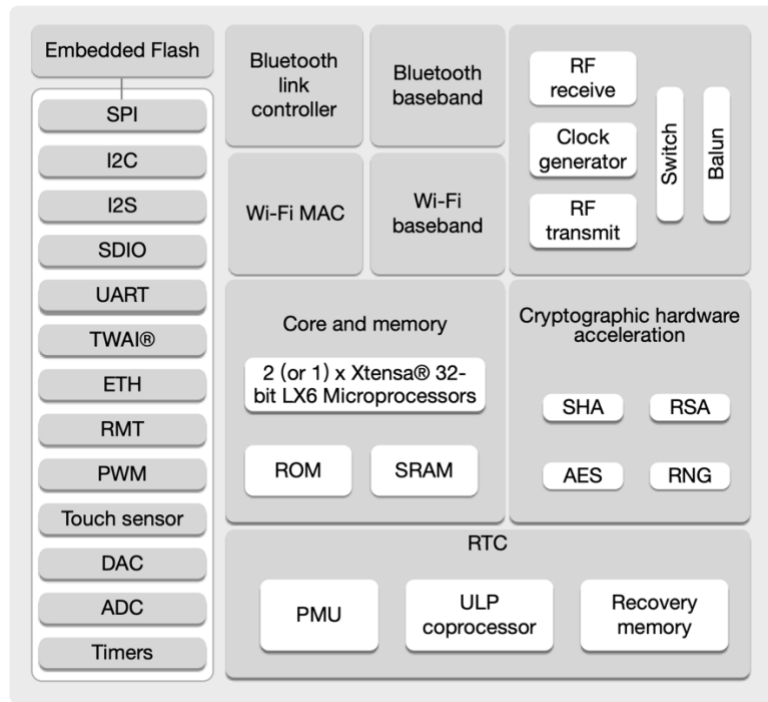 Embedded Flash
SPI
I2C
I2S
SDIO
UART
TWAI®
ETH
RMT
PWM
Touch sensor
DAC
ADC
Timers
Bluetooth
link
controller
Bluetooth
baseband
Wi-Fi MAC
Wi-Fi
baseband
RF
receive
Clock
generator
RF
transmit
Switch
Balun
Core and memory
2 (or 1) x Xtensa® 32-
bit LX6 Microprocessors
ROM
SRAM
Cryptographic hardware
acceleration
SHA
RSA
AES
RNG
RTC
PMU
ULP
coprocessor
Recovery
memory